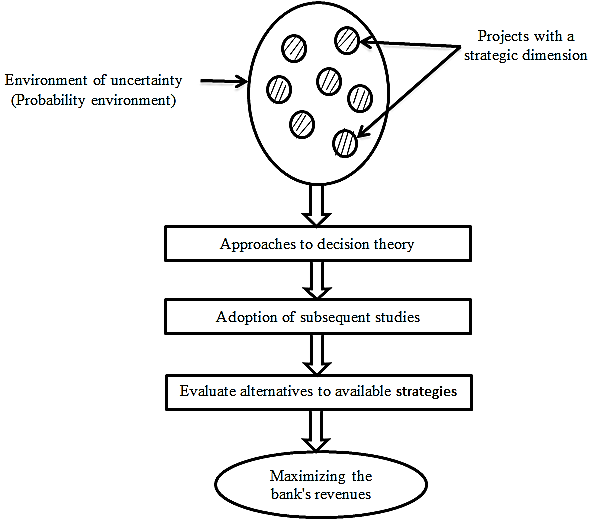 Projects with a
strategic dimension
Environment of uncertainty
(Probability environment)
Approaches to decision theory
Adoption of subsequent studies
Evaluate alternatives to available strategies
Maximizing the
bank's revenues